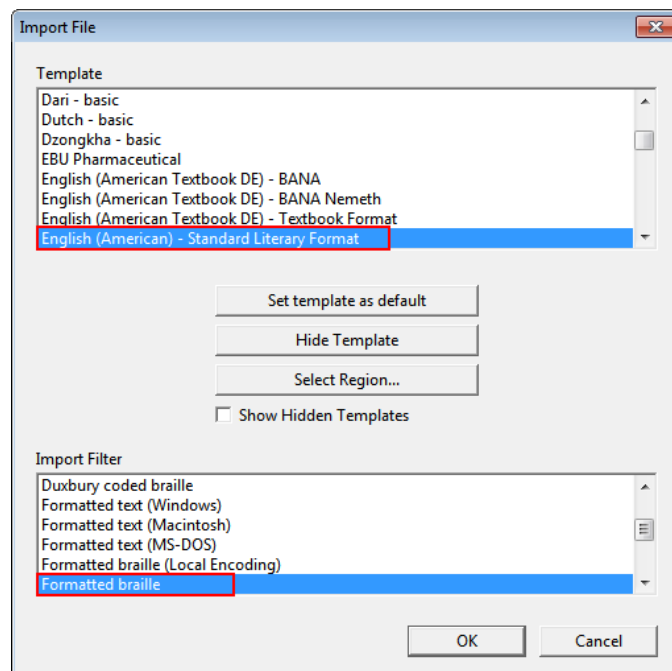 Import File
Template
Dari - basic
Dutch - basic
Dzongkha - basic
EBU Pharmaceutical
English (American Textbook DE) - BANA
English (American Textbook DE) - BANA Nemeth
English (American Textbook DE) - Textbook Format
English (American) - Standard Literary Format
Set template as default
Hide Template
Select Region...
Show Hidden Templates
Import Filter
Duxbury coded braille
Formatted text (Windows)
Formatted text (Macintosh)
Formatted text (MS-DOS)
Formatted braille (Local Encoding)
Formatted braille
OK Cancel